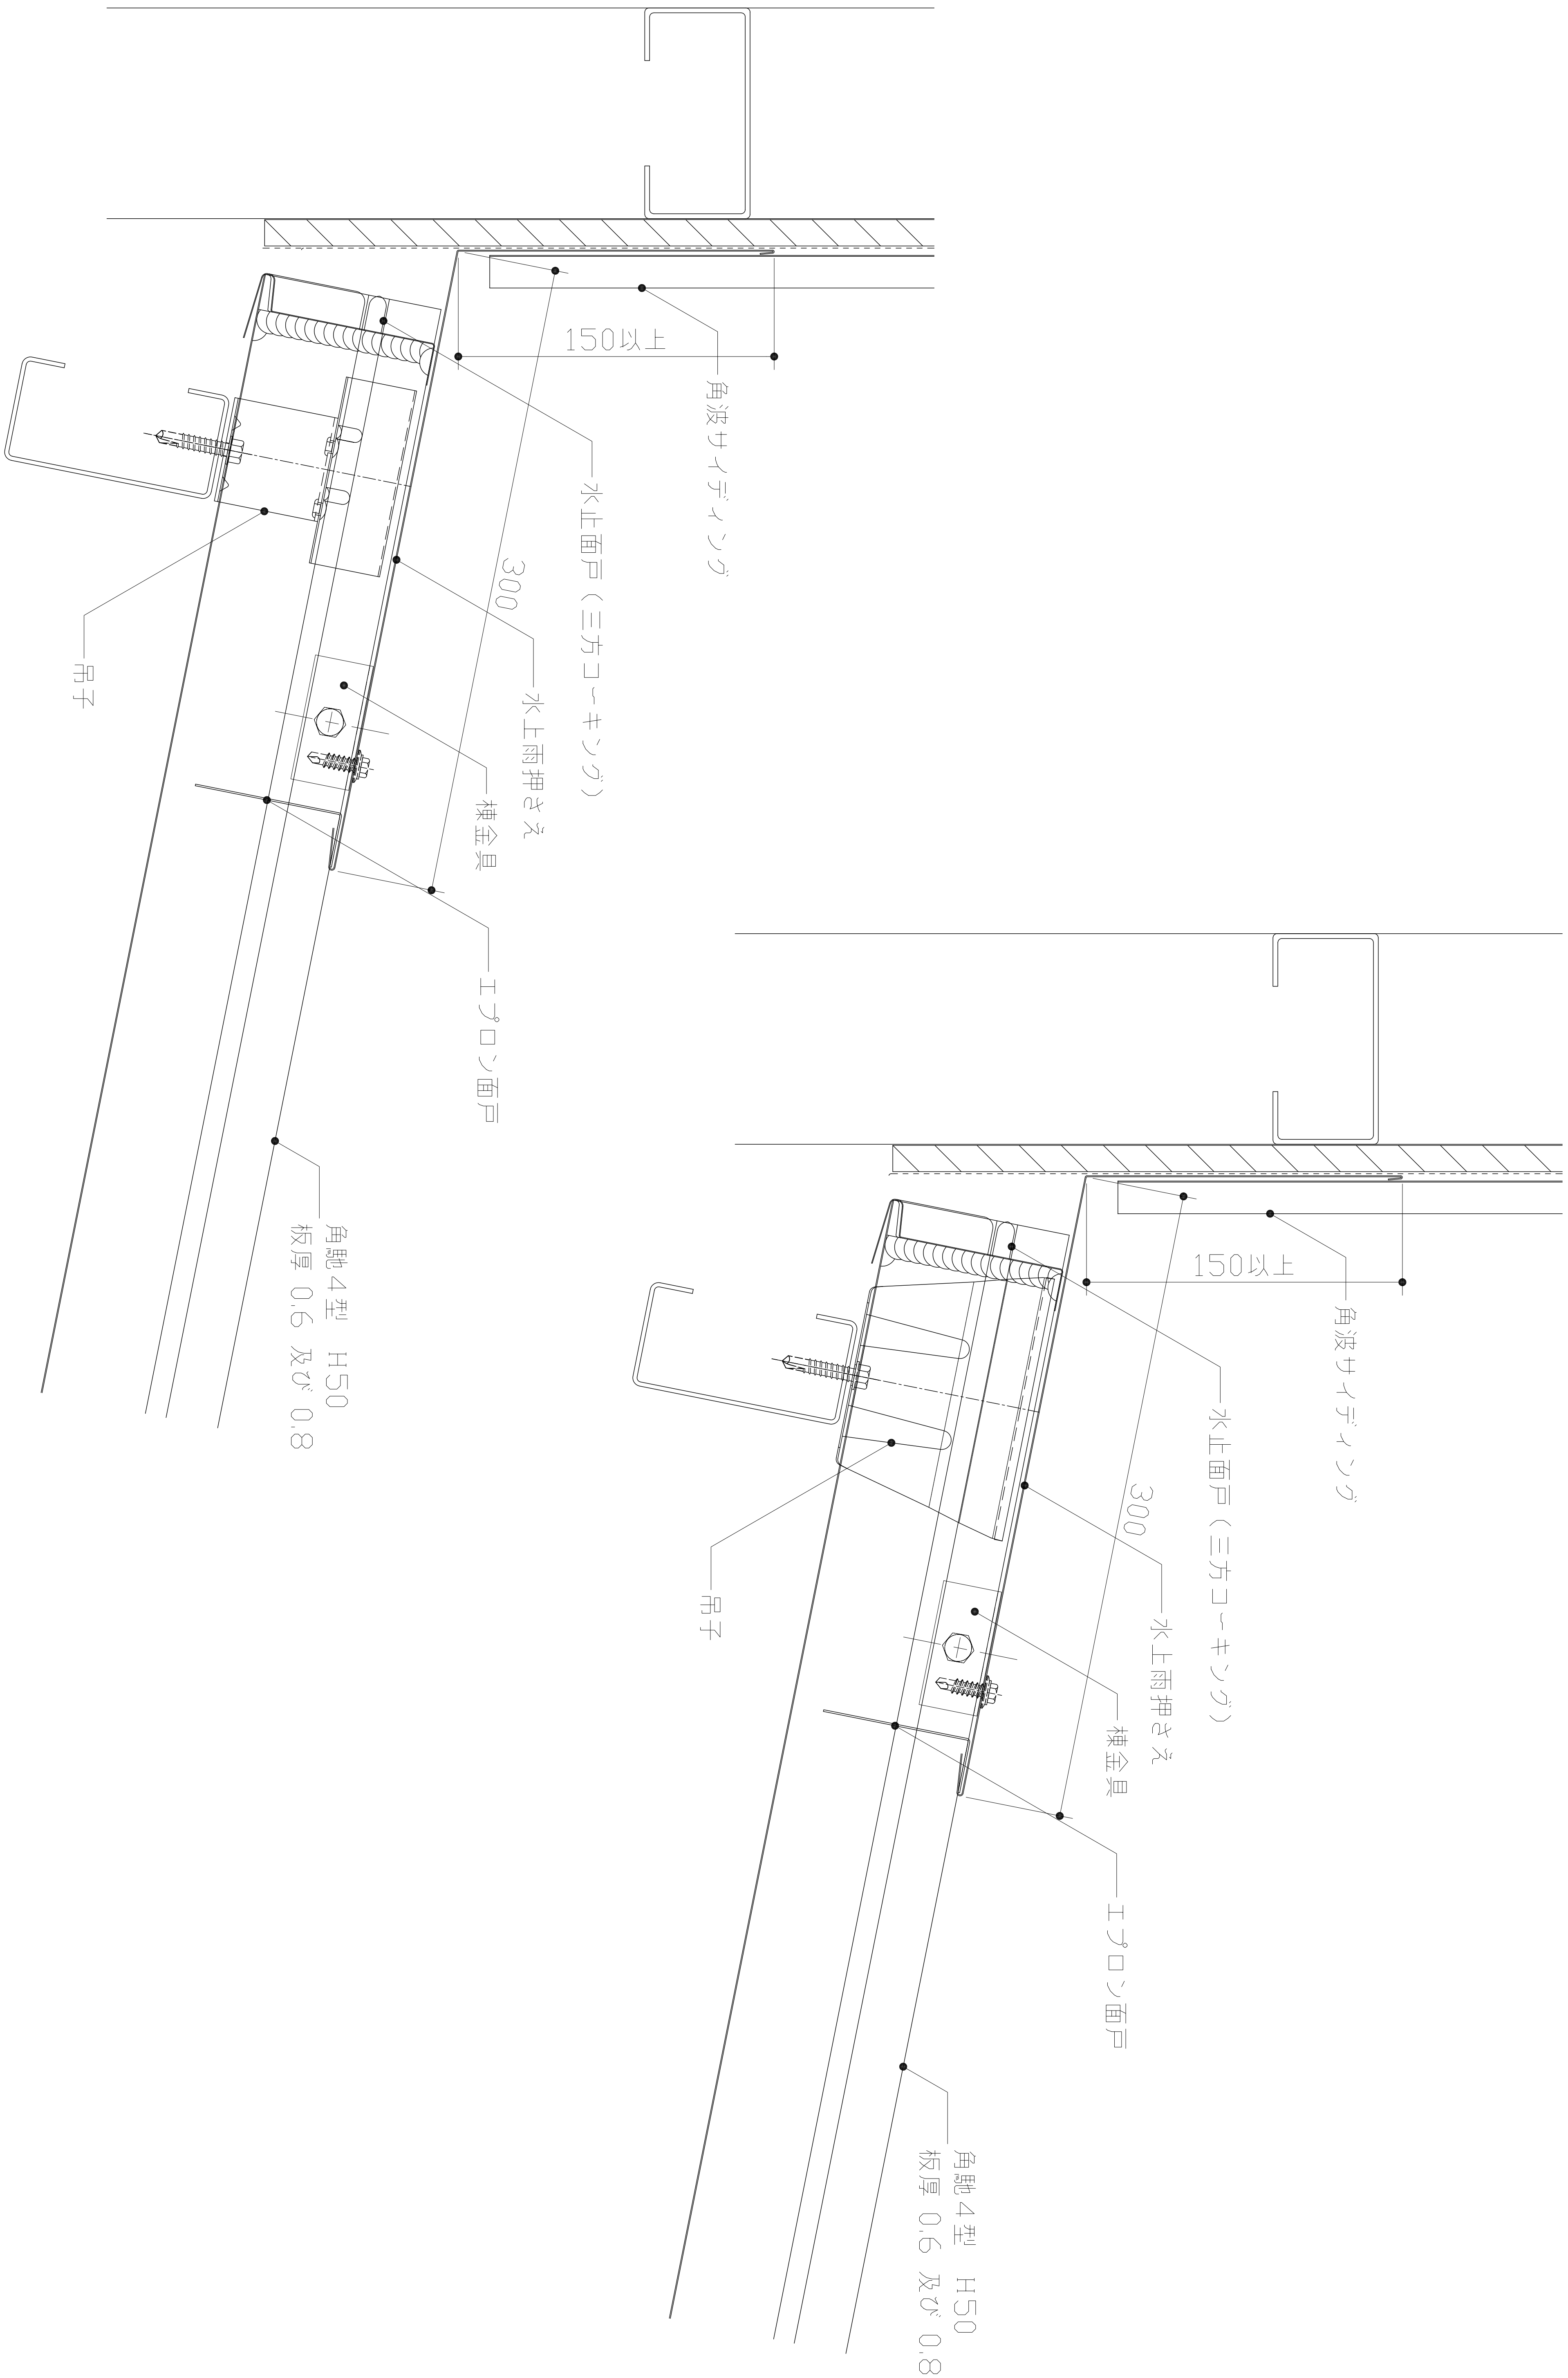 150以上
角波サイディング
水止面戸（三方コーキング）
300
水上雨押さえ
棟金具
エプロン面戸
吊子
角馳4型 H50
板厚 0.6 及び 0.8
150以上
角波サイディング
水止面戸（三方コーキング）
300
水上雨押さえ
棟金具
エプロン面戸
吊子
角馳4型 H50
板厚 0.6 及び 0.8